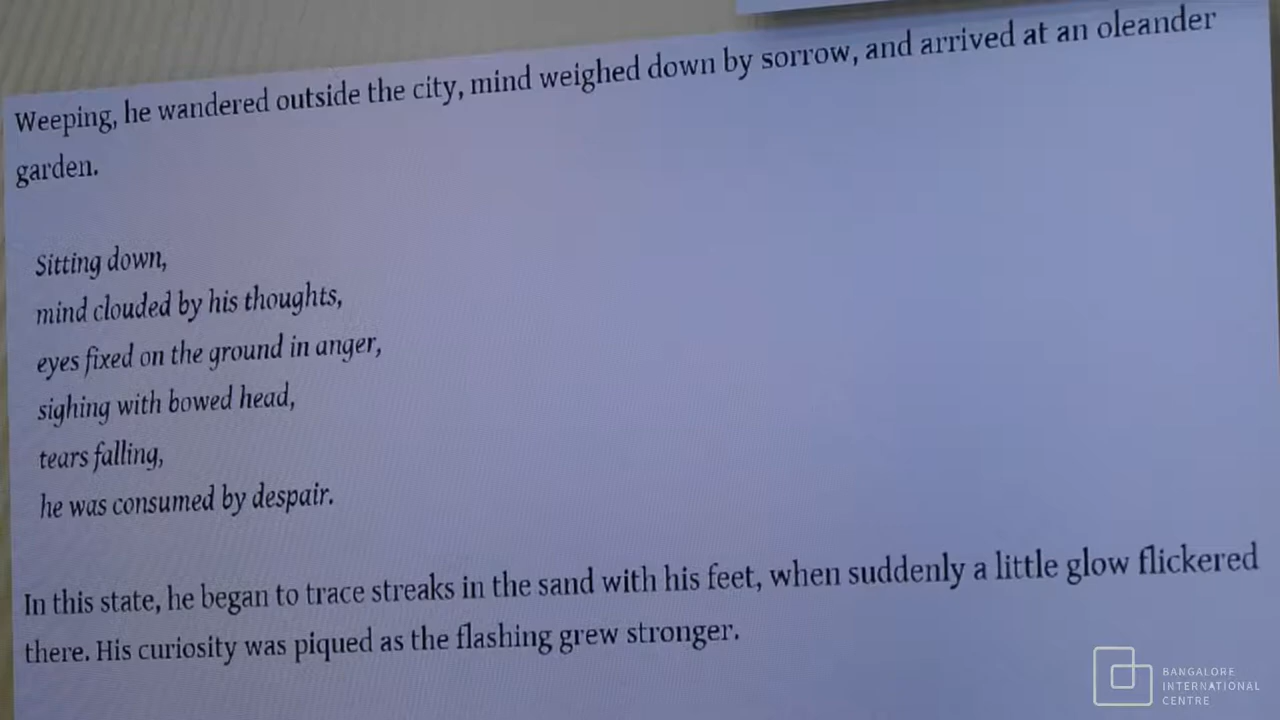 Weeping, he wandered outside the city, mind weighed down by sorrow, and arrived at an oleander
garden.
Sitting down,
mind clouded by his thoughts,
eyes fixed on the ground in anger,
sighing with bowed head,
tears falling,
he was consumed by despair.
In this state, he began to trace streaks in the sand with his feet, when suddenly a little glow flickered
there. His curiosity was piqued as the flashing grew stronger.
BANGALORE
INTERNATIONAL
CENTRE